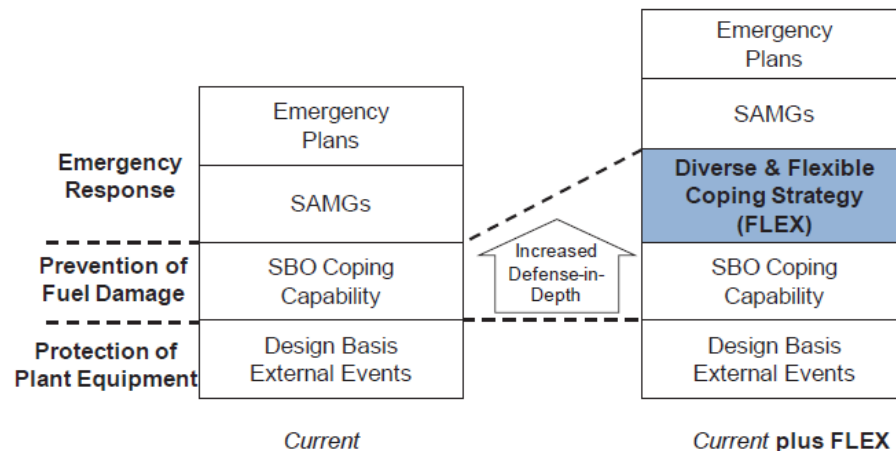 Emergency
Response
Prevention of
Fuel Damage
Protection of
Plant Equipment
Emergency
Plans
SAMGs
SBO Coping
Capability
Design Basis
External Events
Current
Increased
Defense-in-
Depth
Emergency
Plans
SAMGs
Diverse & Flexible
Coping Strategy
(FLEX)
SBO Coping
Capability
Design Basis
External Events
Current plus FLEX